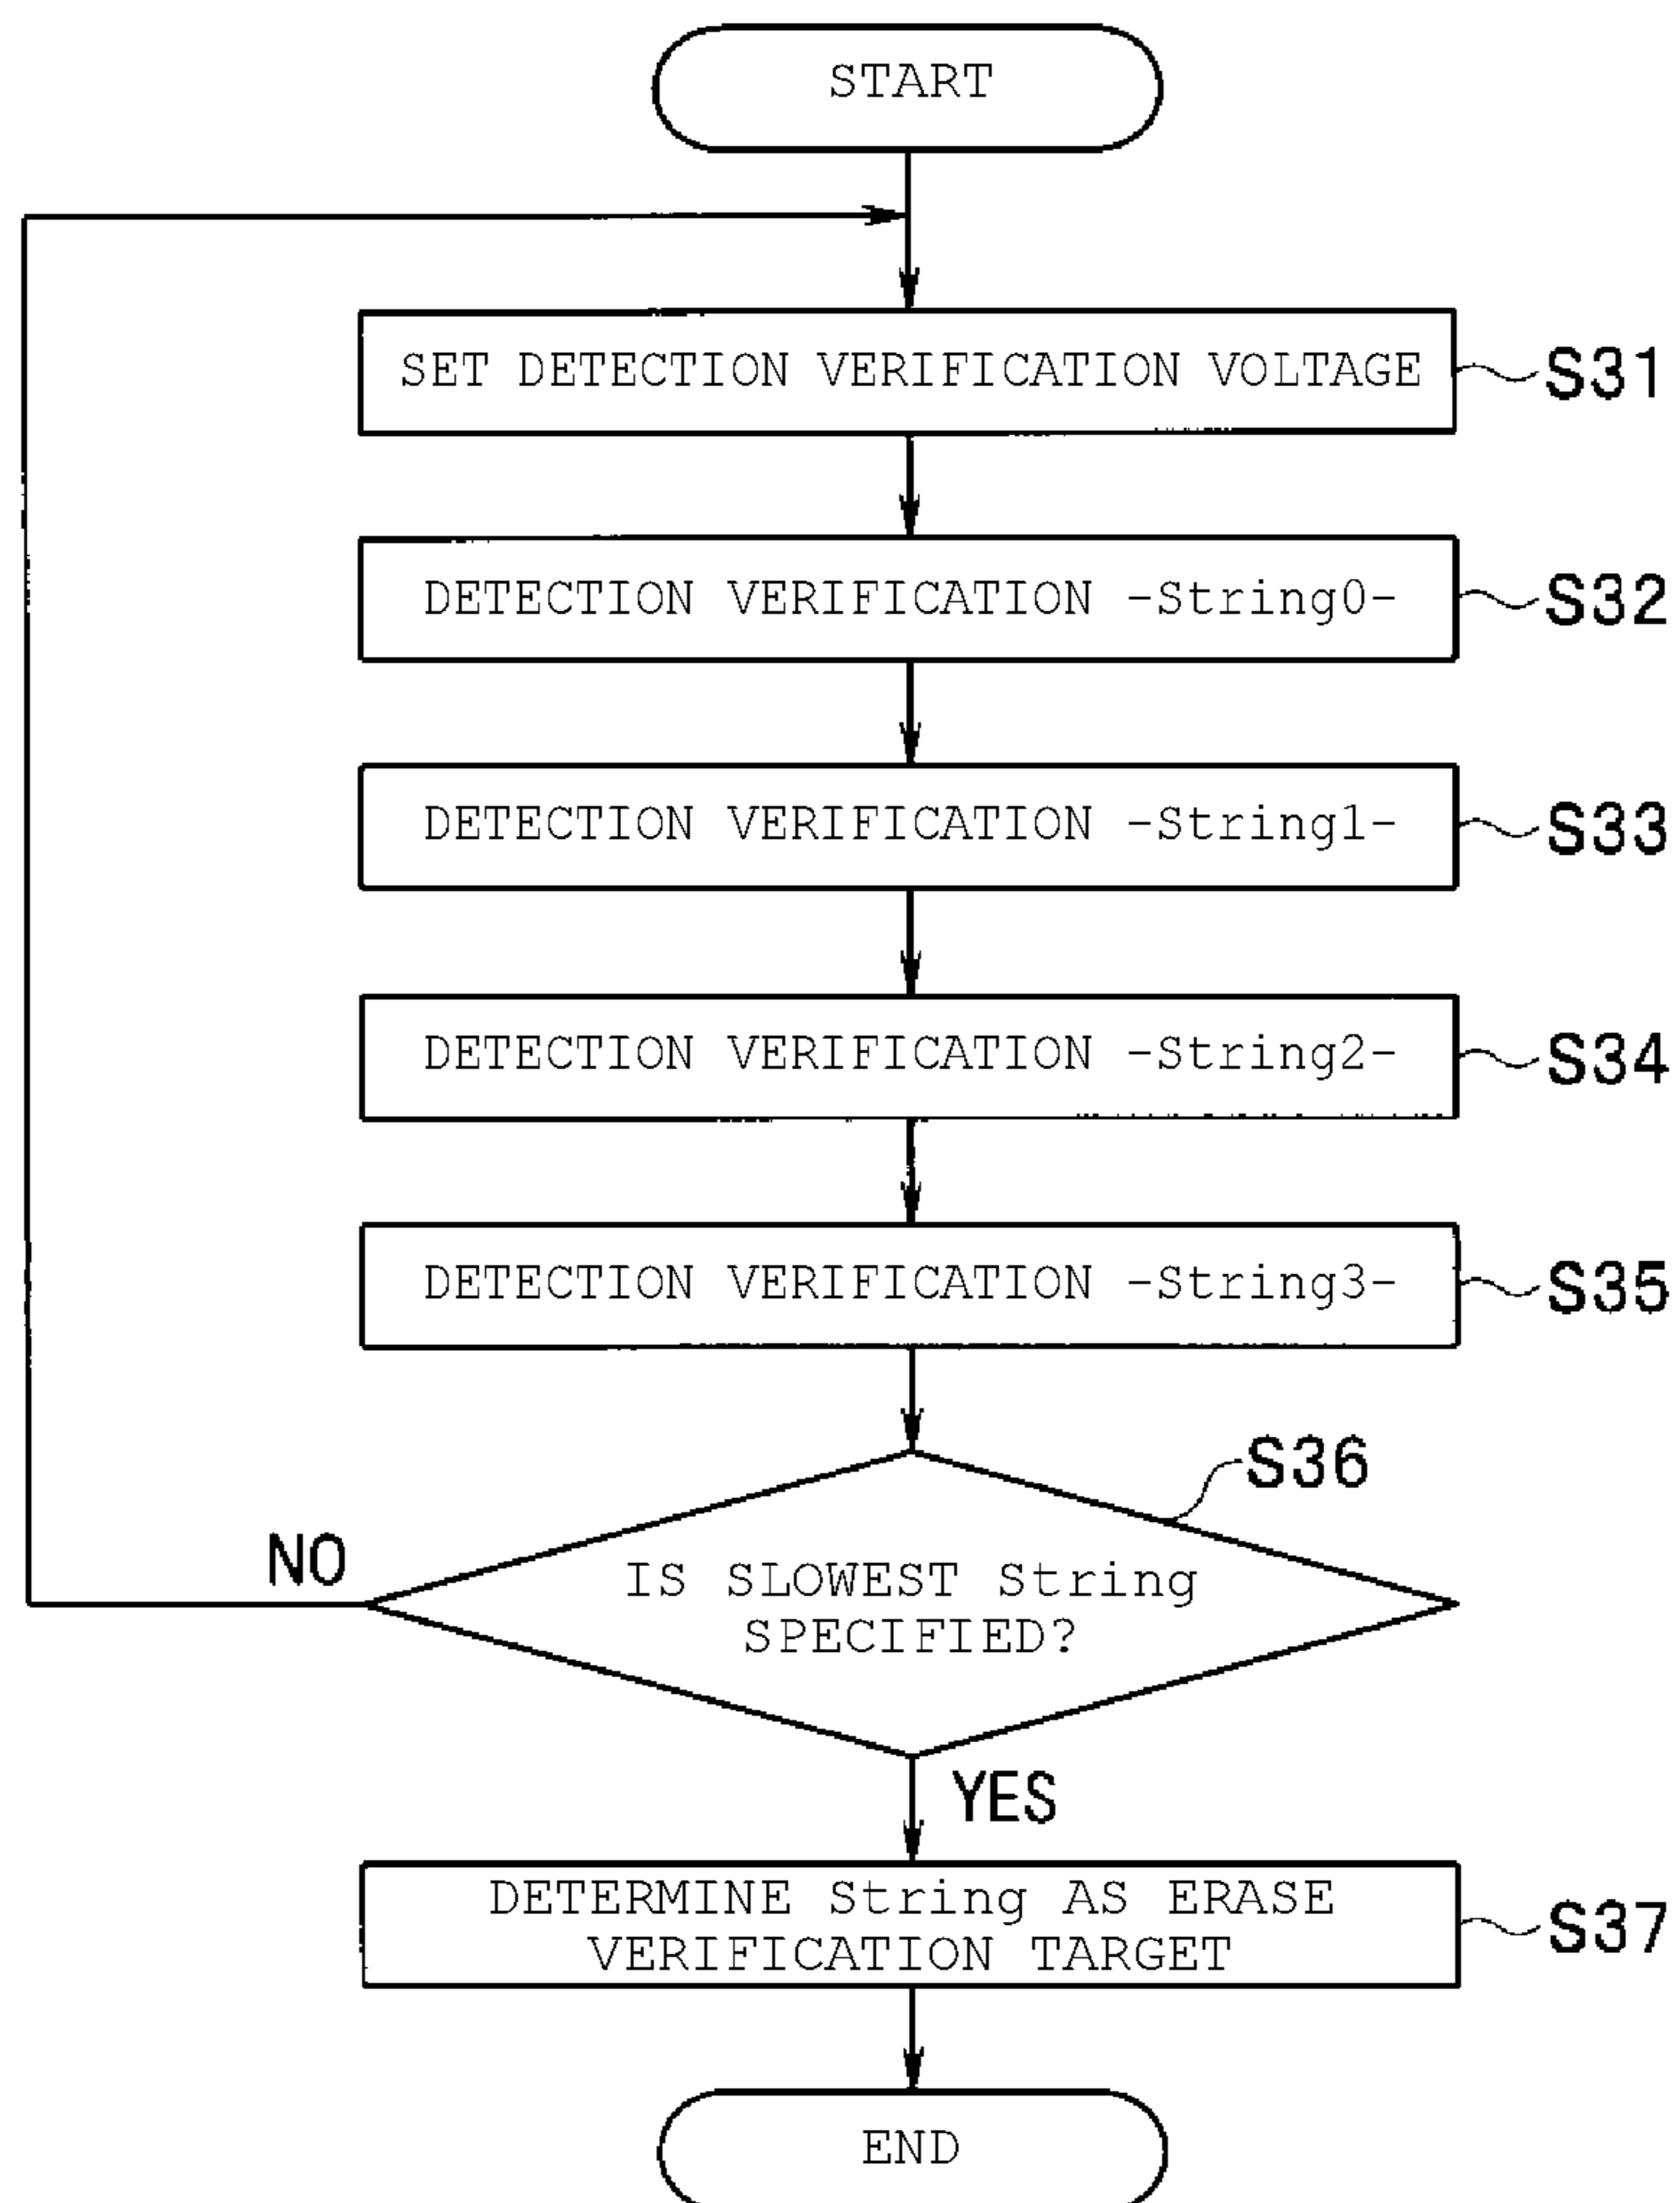 START
SET DETECTION VERIFICATION VOLTAGE
S31
DETECTION VERIFICATION -String0-
S32
DETECTION VERIFICATION -String1-
S33
DETECTION VERIFICATION -String2-
S34
DETECTION VERIFICATION -String3-
S35
S36
NO
IS SLOWEST String
SPECIFIED?
YES
DETERMINE String AS ERASE
VERIFICATION TARGET
S37
END